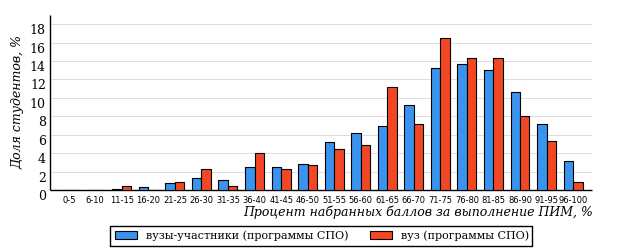 Доля студентов, %
18
16
14
12
10
8
6
4
2
0
0-5 6-10 11-15 16-20 21-25 26-30 31-35 36-40 41-45 46-50 51-55 56-60 61-65 66-70 71-75 76-80 81-85 86-90 91-95 96-100
Процент набранных баллов за выполнение ПИМ, %
вузы-участники (программы СПО) вуз (программы СПО)